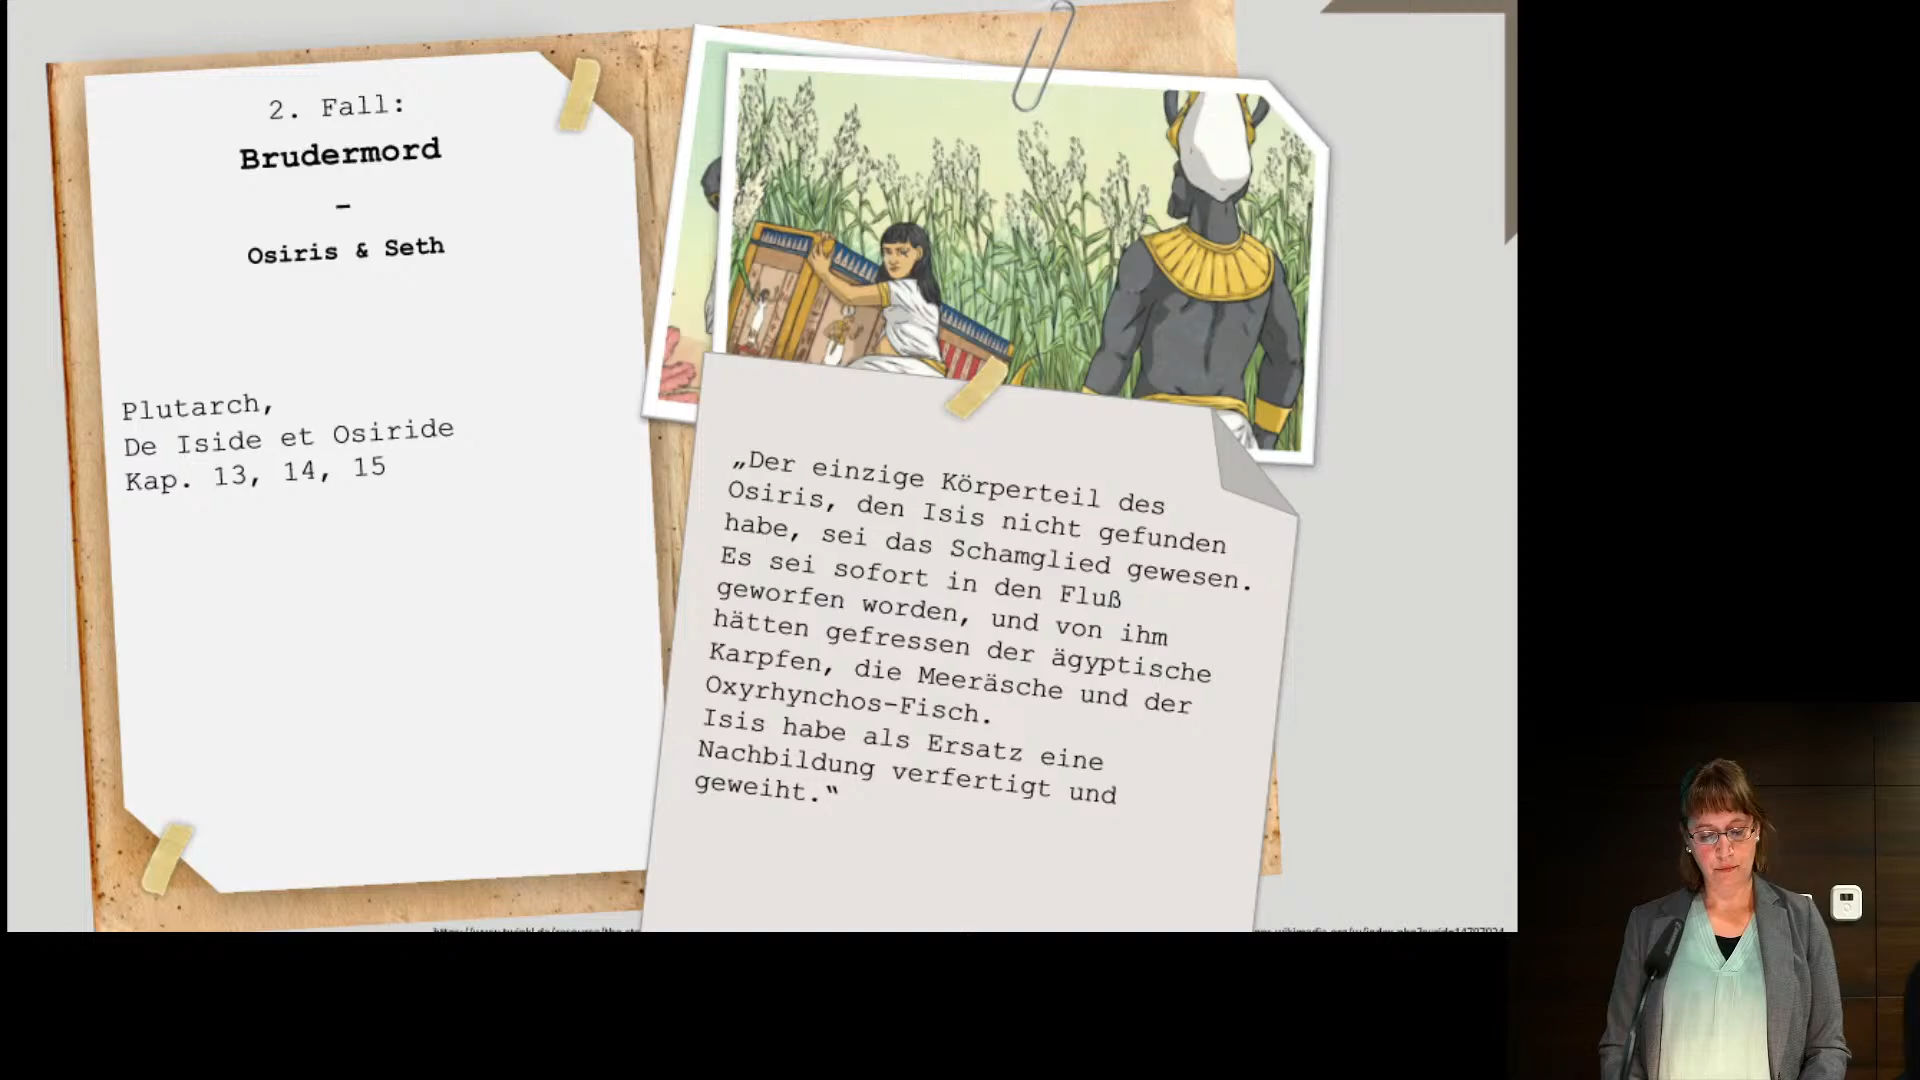 2. Fall:
Brudermord
–
Osiris & Seth
Plutarch,
De Iside et Osiride
Kap. 13, 14, 15
„Der einzige Körperteil des
Osiris, den Isis nicht gefunden
habe, sei das Schamglied gewesen.
Es sei sofort in den Fluß
geworfen worden, und von ihm
hätten gefressen der ägyptische
Karpfen, die Meeräsche und der
Oxyrhynchos-Fisch.
Isis habe als Ersatz eine
Nachbildung verfertigt und
geweiht.“